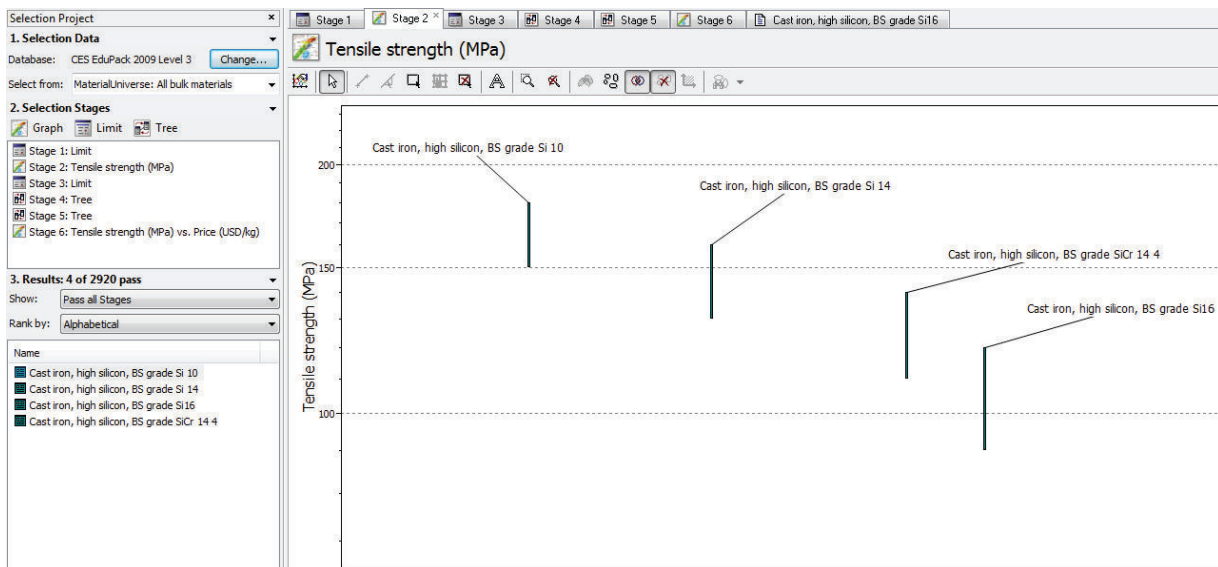 Selection Project ×
1. Selection Data
Database: CES EduPack 2009 Level 3 Change...
Select from: MaterialUniverse: All bulk materials
2. Selection Stages
Graph Limit Tree
Stage 1: Limit
Stage 2: Tensile strength (MPa)
Stage 3: Limit
Stage 4: Tree
Stage 5: Tree
Stage 6: Tensile strength (MPa) vs. Price (USD/kg)
3. Results: 4 of 2920 pass
Show: Pass all Stages
Rank by: Alphabetical
Name
Cast iron, high silicon, BS grade Si 10
Cast iron, high silicon, BS grade Si 14
Cast iron, high silicon, BS grade Si16
Cast iron, high silicon, BS grade SiCr 14 4
Stage 1 Stage 2 × Stage 3 Stage 4 Stage 5 Stage 6 Cast iron, high silicon, BS grade Si16
Tensile strength (MPa)
Cast iron, high silicon, BS grade Si 10
200
Cast iron, high silicon, BS grade Si 14
Cast iron, high silicon, BS grade SiCr 14 4
150
Cast iron, high silicon, BS grade Si16
Tensile strength (MPa)
100